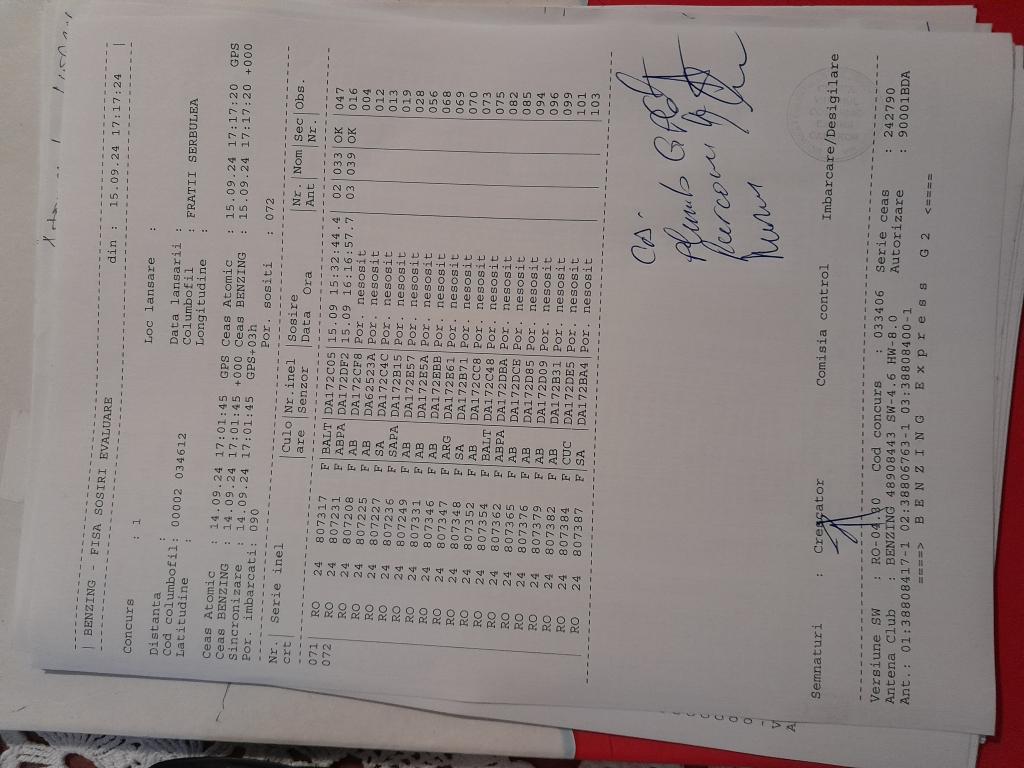 | BENZING - FISA SOSIRI EVALUARE din : 15.09.24 17:17:24 |
Concurs : 1 Loc lansare :
Distanta : Data lansarii :
Cod columbofil: 00002 034612 Columbofil : FRATII SERBULEA
Latitudine : Longitudine :
Ceas Atomic : 14.09.24 17:01:45 GPS Ceas Atomic : 15.09.24 17:17:20 GPS
Ceas BENZING : 14.09.24 17:01:45 +000 Ceas BENZING : 15.09.24 17:17:20 +000
Sincronizare : 14.09.24 17:01:45 GPS+03h
Por. imbarcati: 090 Por. sositi : 072
Nr. | Serie inel |Culo|Nr.inel |Sosire |Nr.|Nom|Sec|Obs.
crt| |are |Senzor |Data Ora |Ant| |Nr.|
071 RO 24 807317 F BALT DA172C05 15.09 15:32:44.4 02 033 OK 047
072 RO 24 807231 F ABPA DA172DF2 15.09 16:16:57.7 03 039 OK 016
RO 24 807208 F AB DA172CF8 Por. nesosit 004
RO 24 807225 F AB DA62523A Por. nesosit 012
RO 24 807227 F SA DA172C4C Por. nesosit 013
RO 24 807236 F SAPA DA172B15 Por. nesosit 019
RO 24 807249 F AB DA172E57 Por. nesosit 028
RO 24 807331 F AB DA172E5A Por. nesosit 056
RO 24 807346 F AB DA172EBB Por. nesosit 068
RO 24 807347 F ARG DA172E61 Por. nesosit 069
RO 24 807348 F SA DA172B71 Por. nesosit 070
RO 24 807352 F AB DA172CC8 Por. nesosit 073
RO 24 807354 F BALT DA172C48 Por. nesosit 075
RO 24 807362 F ABPA DA172DBA Por. nesosit 082
RO 24 807365 F AB DA172DCE Por. nesosit 085
RO 24 807376 F AB DA172D85 Por. nesosit 094
RO 24 807379 F AB DA172D09 Por. nesosit 096
RO 24 807382 F AB DA172B31 Por. nesosit 099
RO 24 807384 F CUC DA172DE5 Por. nesosit 101
RO 24 807387 F SA DA172BA4 Por. nesosit 103
Semnaturi : Crescator Comisia control Imbarcare/Desigilare
Versiune SW : RO-04.30 Cod concurs : 033406 Serie ceas : 242790
Antena Club : BENZING 48908443 SW-4.6 HW-8.0 Autorizare : 90001BDA
Ant.: 01:38808417-1 02:38806763-1 03:38808400-1
====> B E N Z I N G E x p r e s s G 2 <====